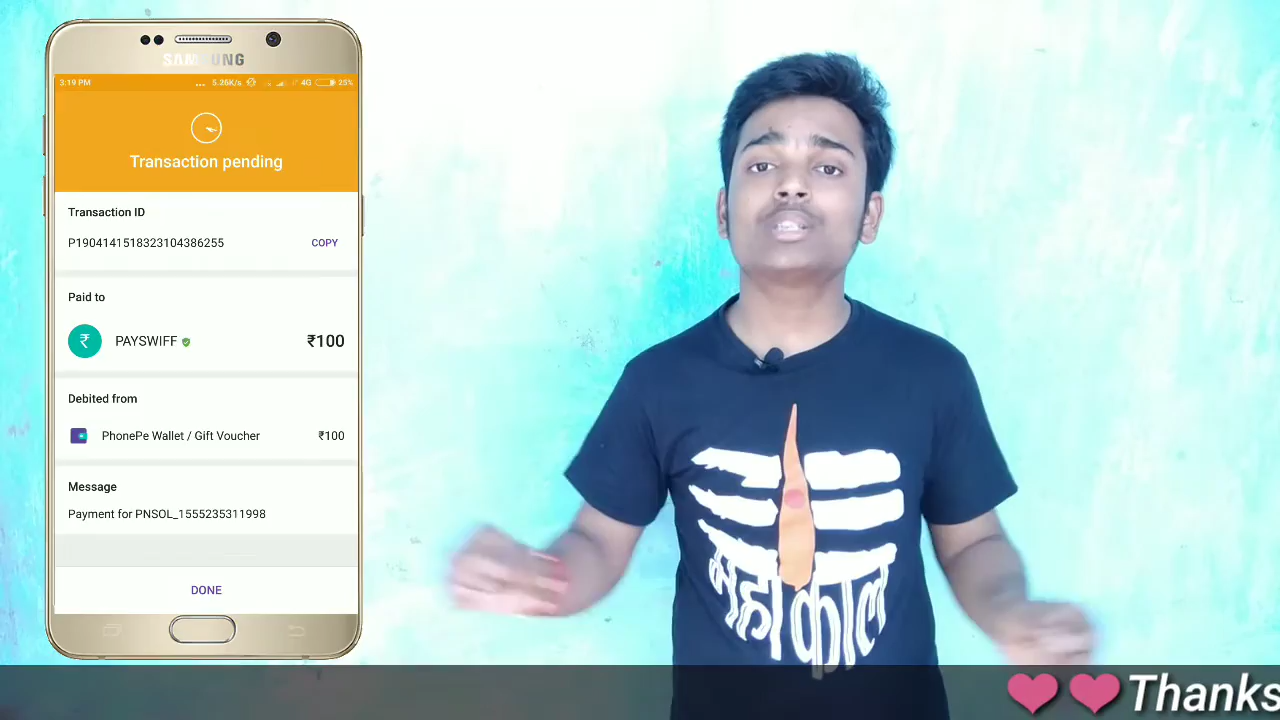 SAMSUNG
3:19 PM ... 5.26K/s 4G 25%
Transaction pending
Transaction ID
P1904141518323104386255
COPY
Paid to
₹
PAYSWIFF
₹100
Debited from
PhonePe Wallet / Gift Voucher
₹100
Message
Payment for PNSOL_1555235311998
DONE
महाकाल
Thanks